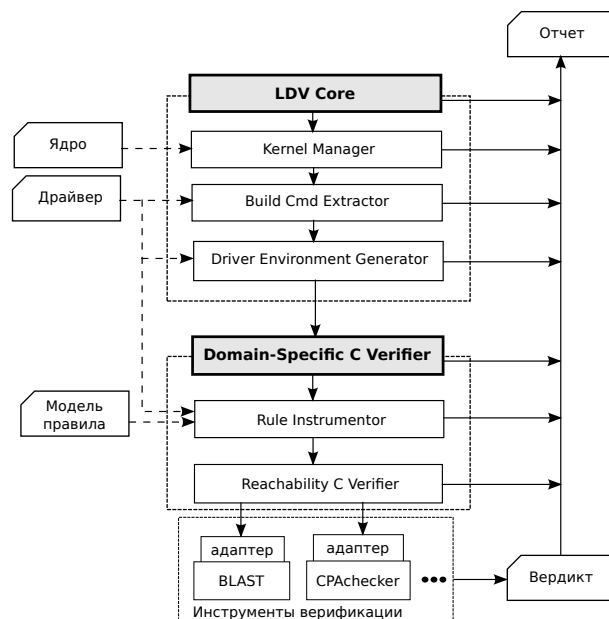 Отчет
LDV Core
Ядро
Kernel Manager
Драйвер
Build Cmd Extractor
Driver Environment Generator
Domain-Specific C Verifier
Модель
правила
Rule Instrumentor
Reachability C Verifier
адаптер
адаптер
BLAST
CPAchecker
Вердикт
Инструменты верификации